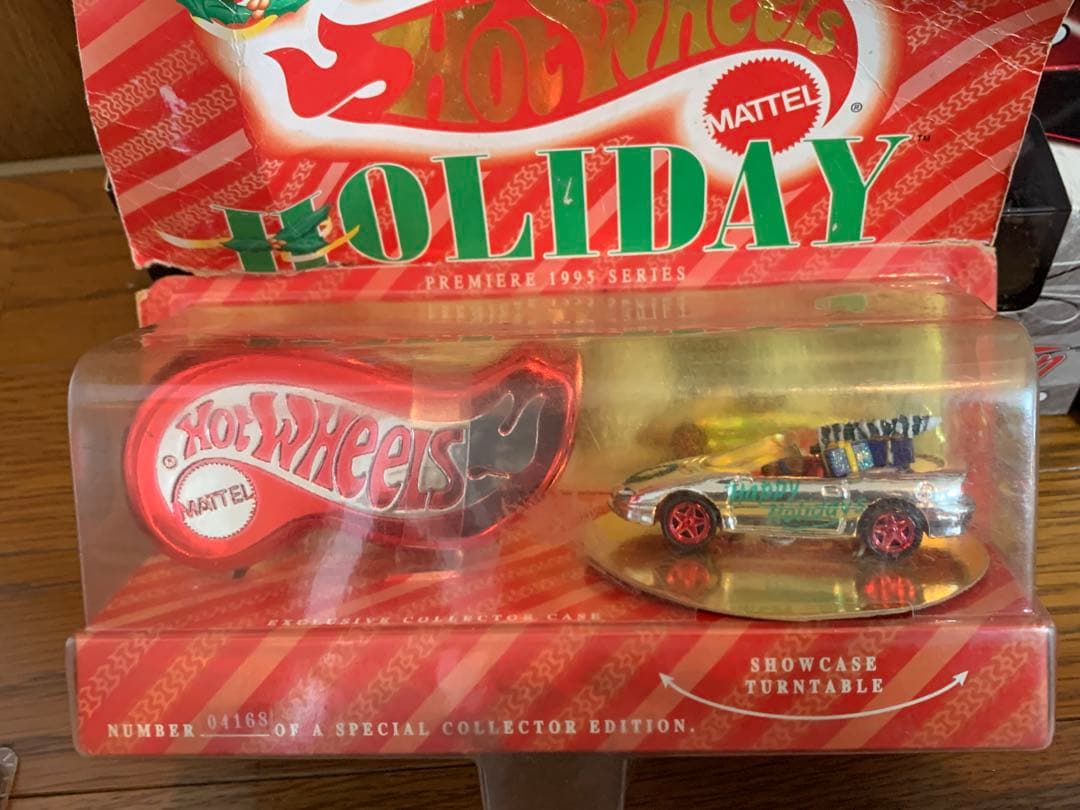 Hot Wheels
MATTEL ®
HOLIDAY ™
PREMIERE 1995 SERIES
© HOT WHEELS
MATTEL
HAPPY
Holidays
EXCLUSIVE COLLECTOR CASE
SHOWCASE
TURNTABLE
NUMBER 04168 OF A SPECIAL COLLECTOR EDITION.